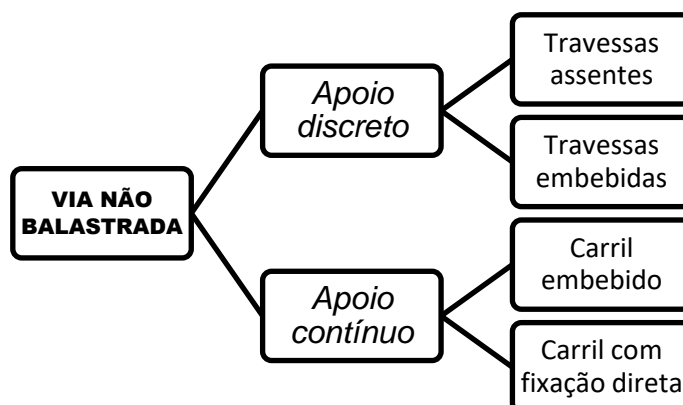 VIA NÃO
BALASTRADA
Apoio
discreto
Travessas
assentes
Travessas
embebidas
Apoio
contínuo
Carril
embebido
Carril com
fixação direta